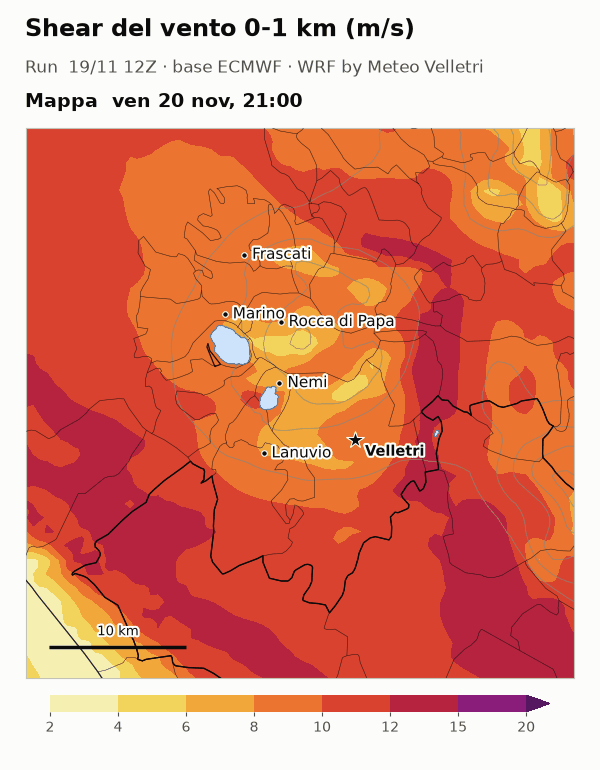 Shear del vento 0-1 km (m/s)
Run  19/11 12Z · base ECMWF · WRF by Meteo Velletri
Mappa  ven 20 nov, 21:00
Frascati
Marino
Rocca di Papa
Nemi
Velletri
Lanuvio
10 km
2 4 6 8 10 12 15 20